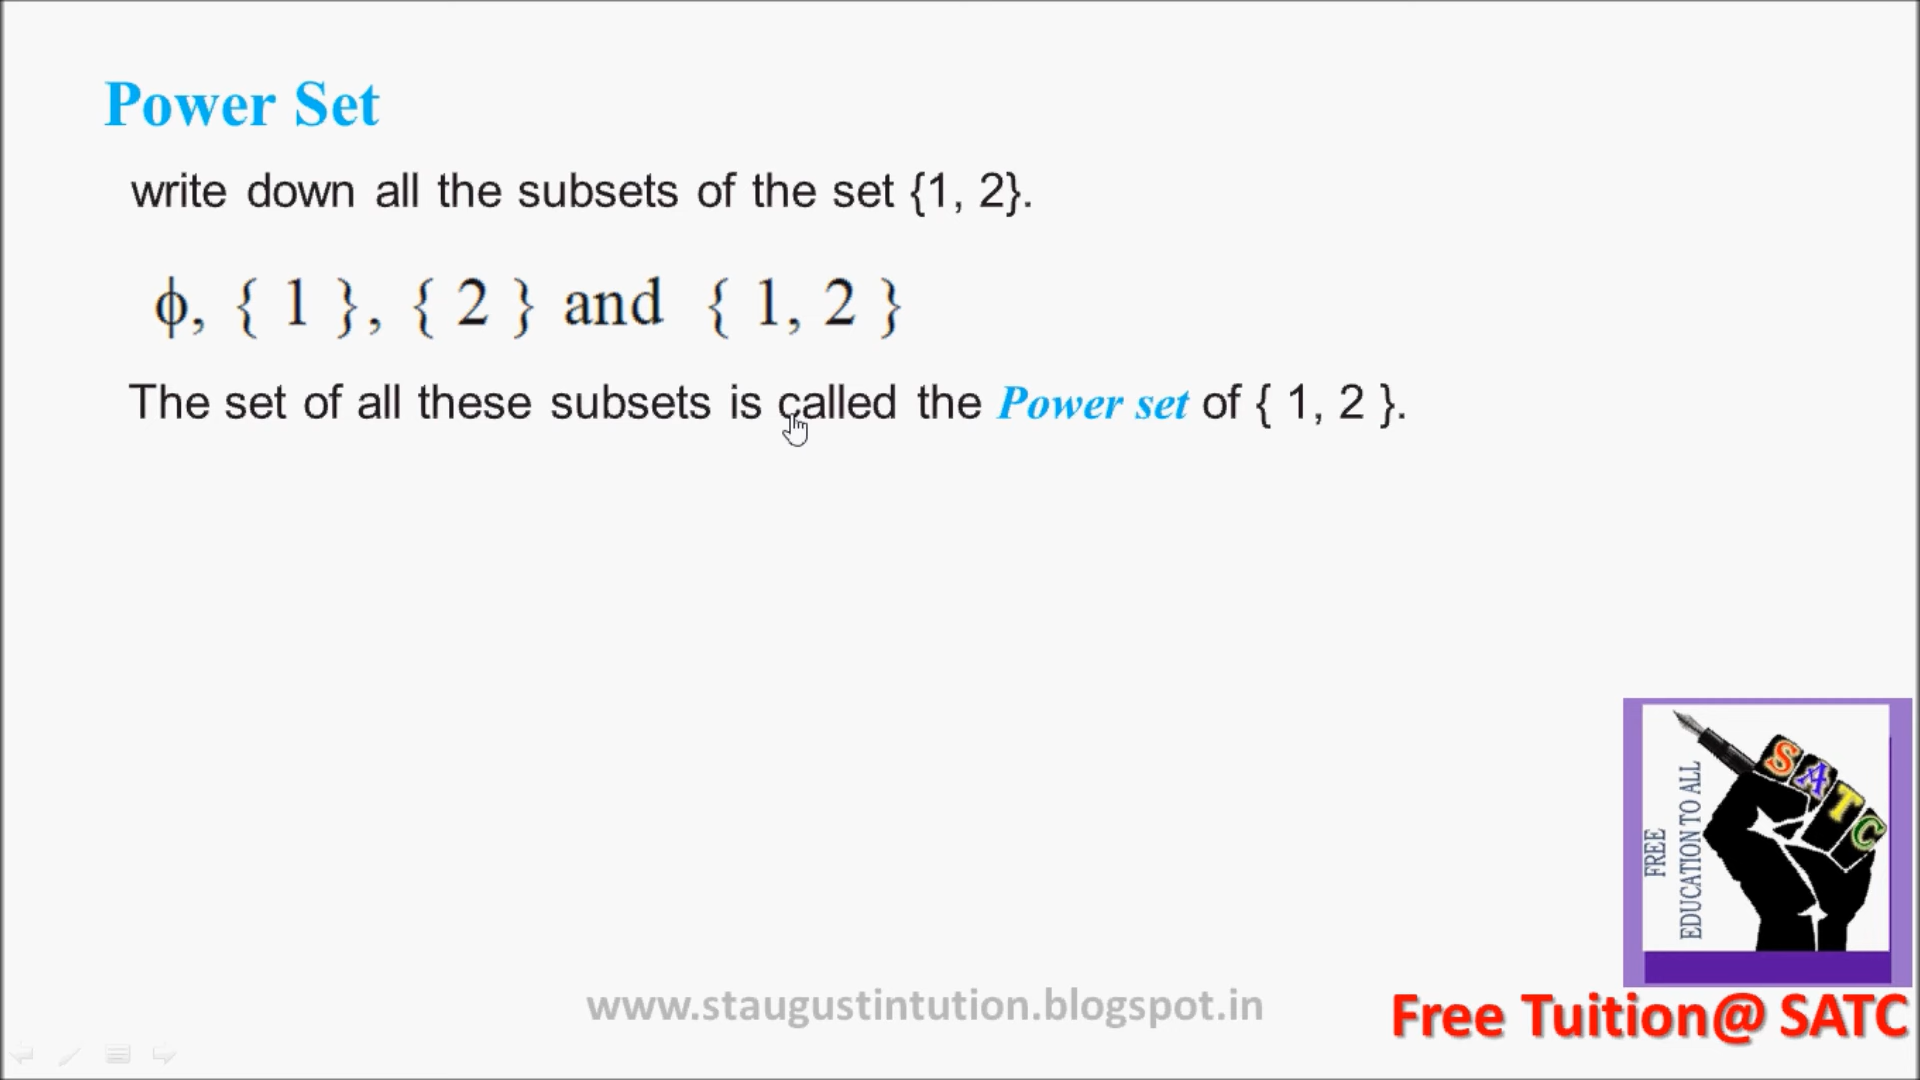 Power Set
write down all the subsets of the set {1, 2}.
ϕ, { 1 }, { 2 } and { 1, 2 }
The set of all these subsets is called the Power set of { 1, 2 }.
FREE
EDUCATION TO ALL
SATC
www.staugustintution.blogspot.in
Free Tuition@ SATC